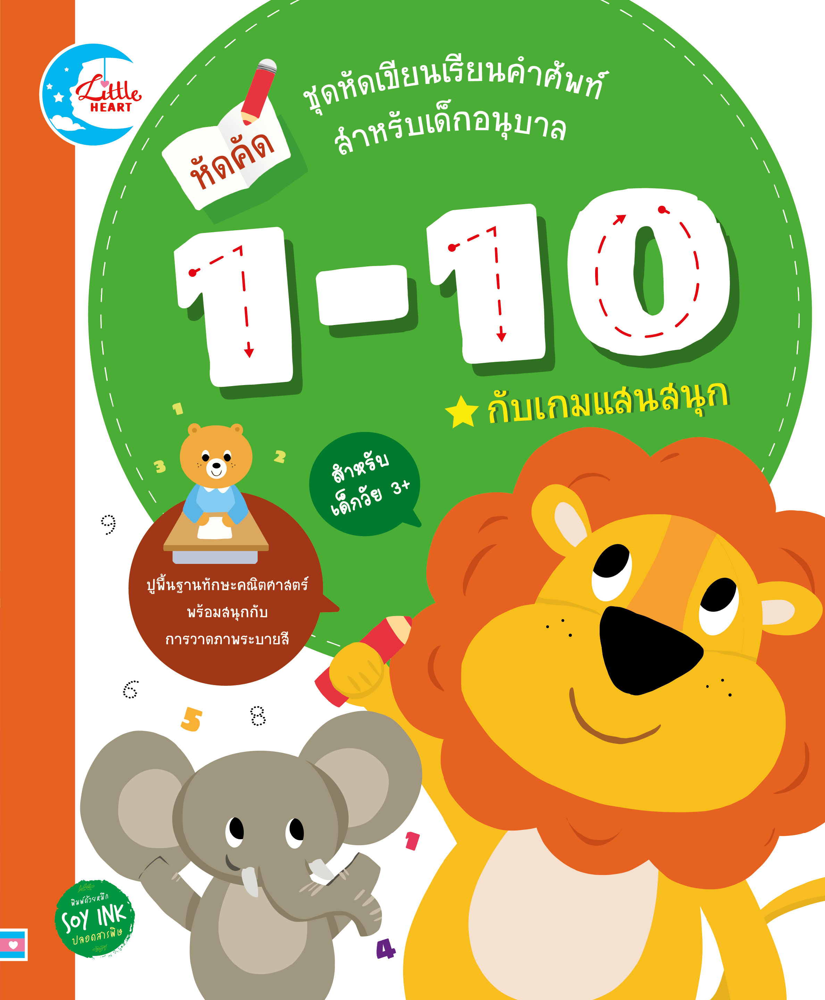 Little
HEART
ชุดหัดเขียนเรียนคำศัพท์
สำหรับเด็กอนุบาล
หัดคัด
1-10
กับเกมแสนสนุก
1
2
3
สำหรับ
เด็กวัย 3+
9
ปูพื้นฐานทักษะคณิตศาสตร์
พร้อมสนุกกับ
การวาดภาพระบายสี
6
5
8
1
พิมพ์ด้วยหมึก
SOY INK
ปลอดสารพิษ
4